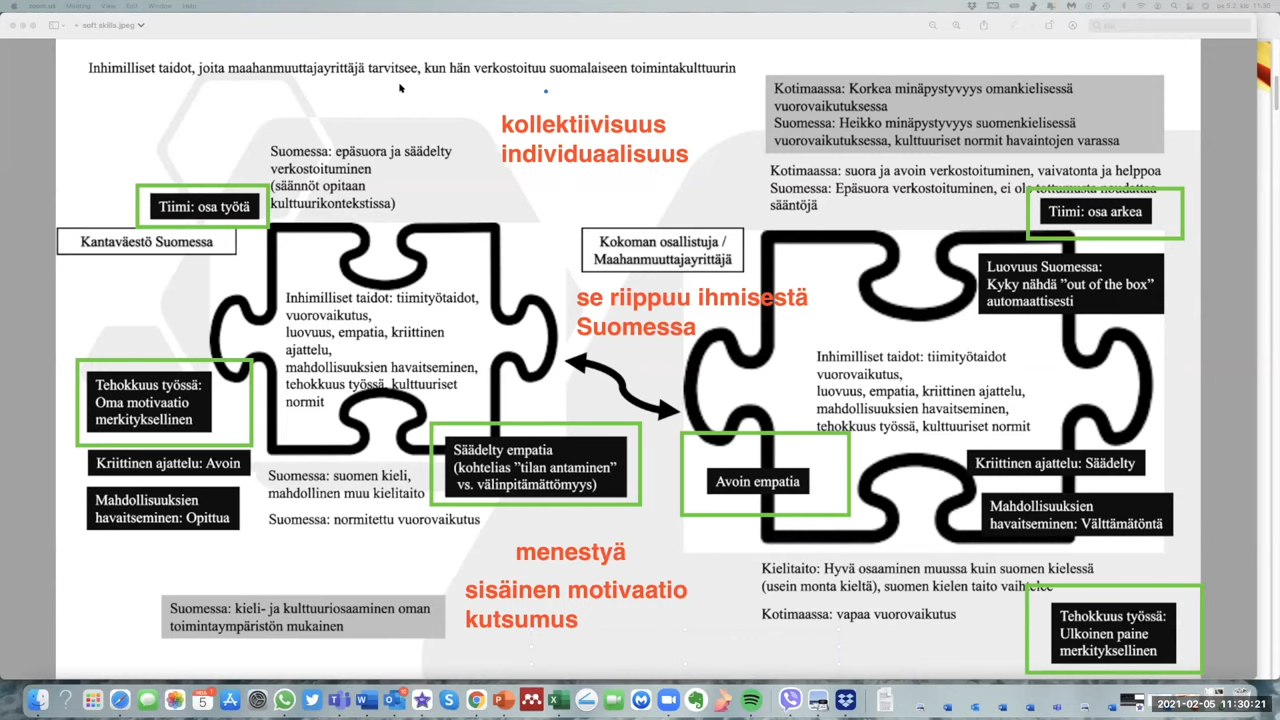 soft skills.jpeg
Inhimilliset taidot, joita maahanmuuttajayrittäjä tarvitsee, kun hän verkostoituu suomalaiseen toimintakulttuurin
Kotimaassa: Korkea minäpystyvyys omankielisessä
vuorovaikutuksessa
Suomessa: Heikko minäpystyvyys suomenkielisessä
vuorovaikutuksessa, kulttuuriset normit havaintojen varassa
kollektiivisuus
individuaalisuus
Suomessa: epäsuora ja säädelty
verkostoituminen
(säännöt opitaan
kulttuurikontekstissa)
Kotimaassa: suora ja avoin verkostoituminen, vaivatonta ja helppoa
Suomessa: Epäsuora verkostoituminen, ei ole tottumusta noudattaa
sääntöjä
Tiimi: osa työtä
Tiimi: osa arkea
Kantaväestö Suomessa
Kokoman osallistuja /
Maahanmuuttajayrittäjä
Luovuus Suomessa:
Kyky nähdä "out of the box"
automaattisesti
se riippuu ihmisestä
Suomessa
Inhimilliset taidot: tiimityötaidot,
vuorovaikutus,
luovuus, empatia, kriittinen
ajattelu,
mahdollisuuksien havaitseminen,
tehokkuus työssä, kulttuuriset
normit
Inhimilliset taidot: tiimityötaidot
vuorovaikutus,
luovuus, empatia, kriittinen ajattelu,
mahdollisuuksien havaitseminen,
tehokkuus työssä, kulttuuriset normit
Tehokkuus työssä:
Oma motivaatio
merkityksellinen
Kriittinen ajattelu: Avoin
Mahdollisuuksien
havaitseminen: Opittua
Säädelty empatia
(kohtelias "tilan antaminen"
vs. välinpitämättömyys)
Avoin empatia
Kriittinen ajattelu: Säädelty
Mahdollisuuksien
havaitseminen: Välttämätöntä
Suomessa: suomen kieli,
mahdollinen muu kielitaito
Suomessa: normitettu vuorovaikutus
menestyä
sisäinen motivaatio
kutsumus
Kielitaito: Hyvä osaaminen muussa kuin suomen kielessä
(usein monta kieltä), suomen kielen taito vaihtelee
Kotimaassa: vapaa vuorovaikutus
Suomessa: kieli- ja kulttuuriosaaminen oman
toimintaympäristön mukainen
Tehokkuus työssä:
Ulkoinen paine
merkityksellinen
2021-02-05 11:30:21